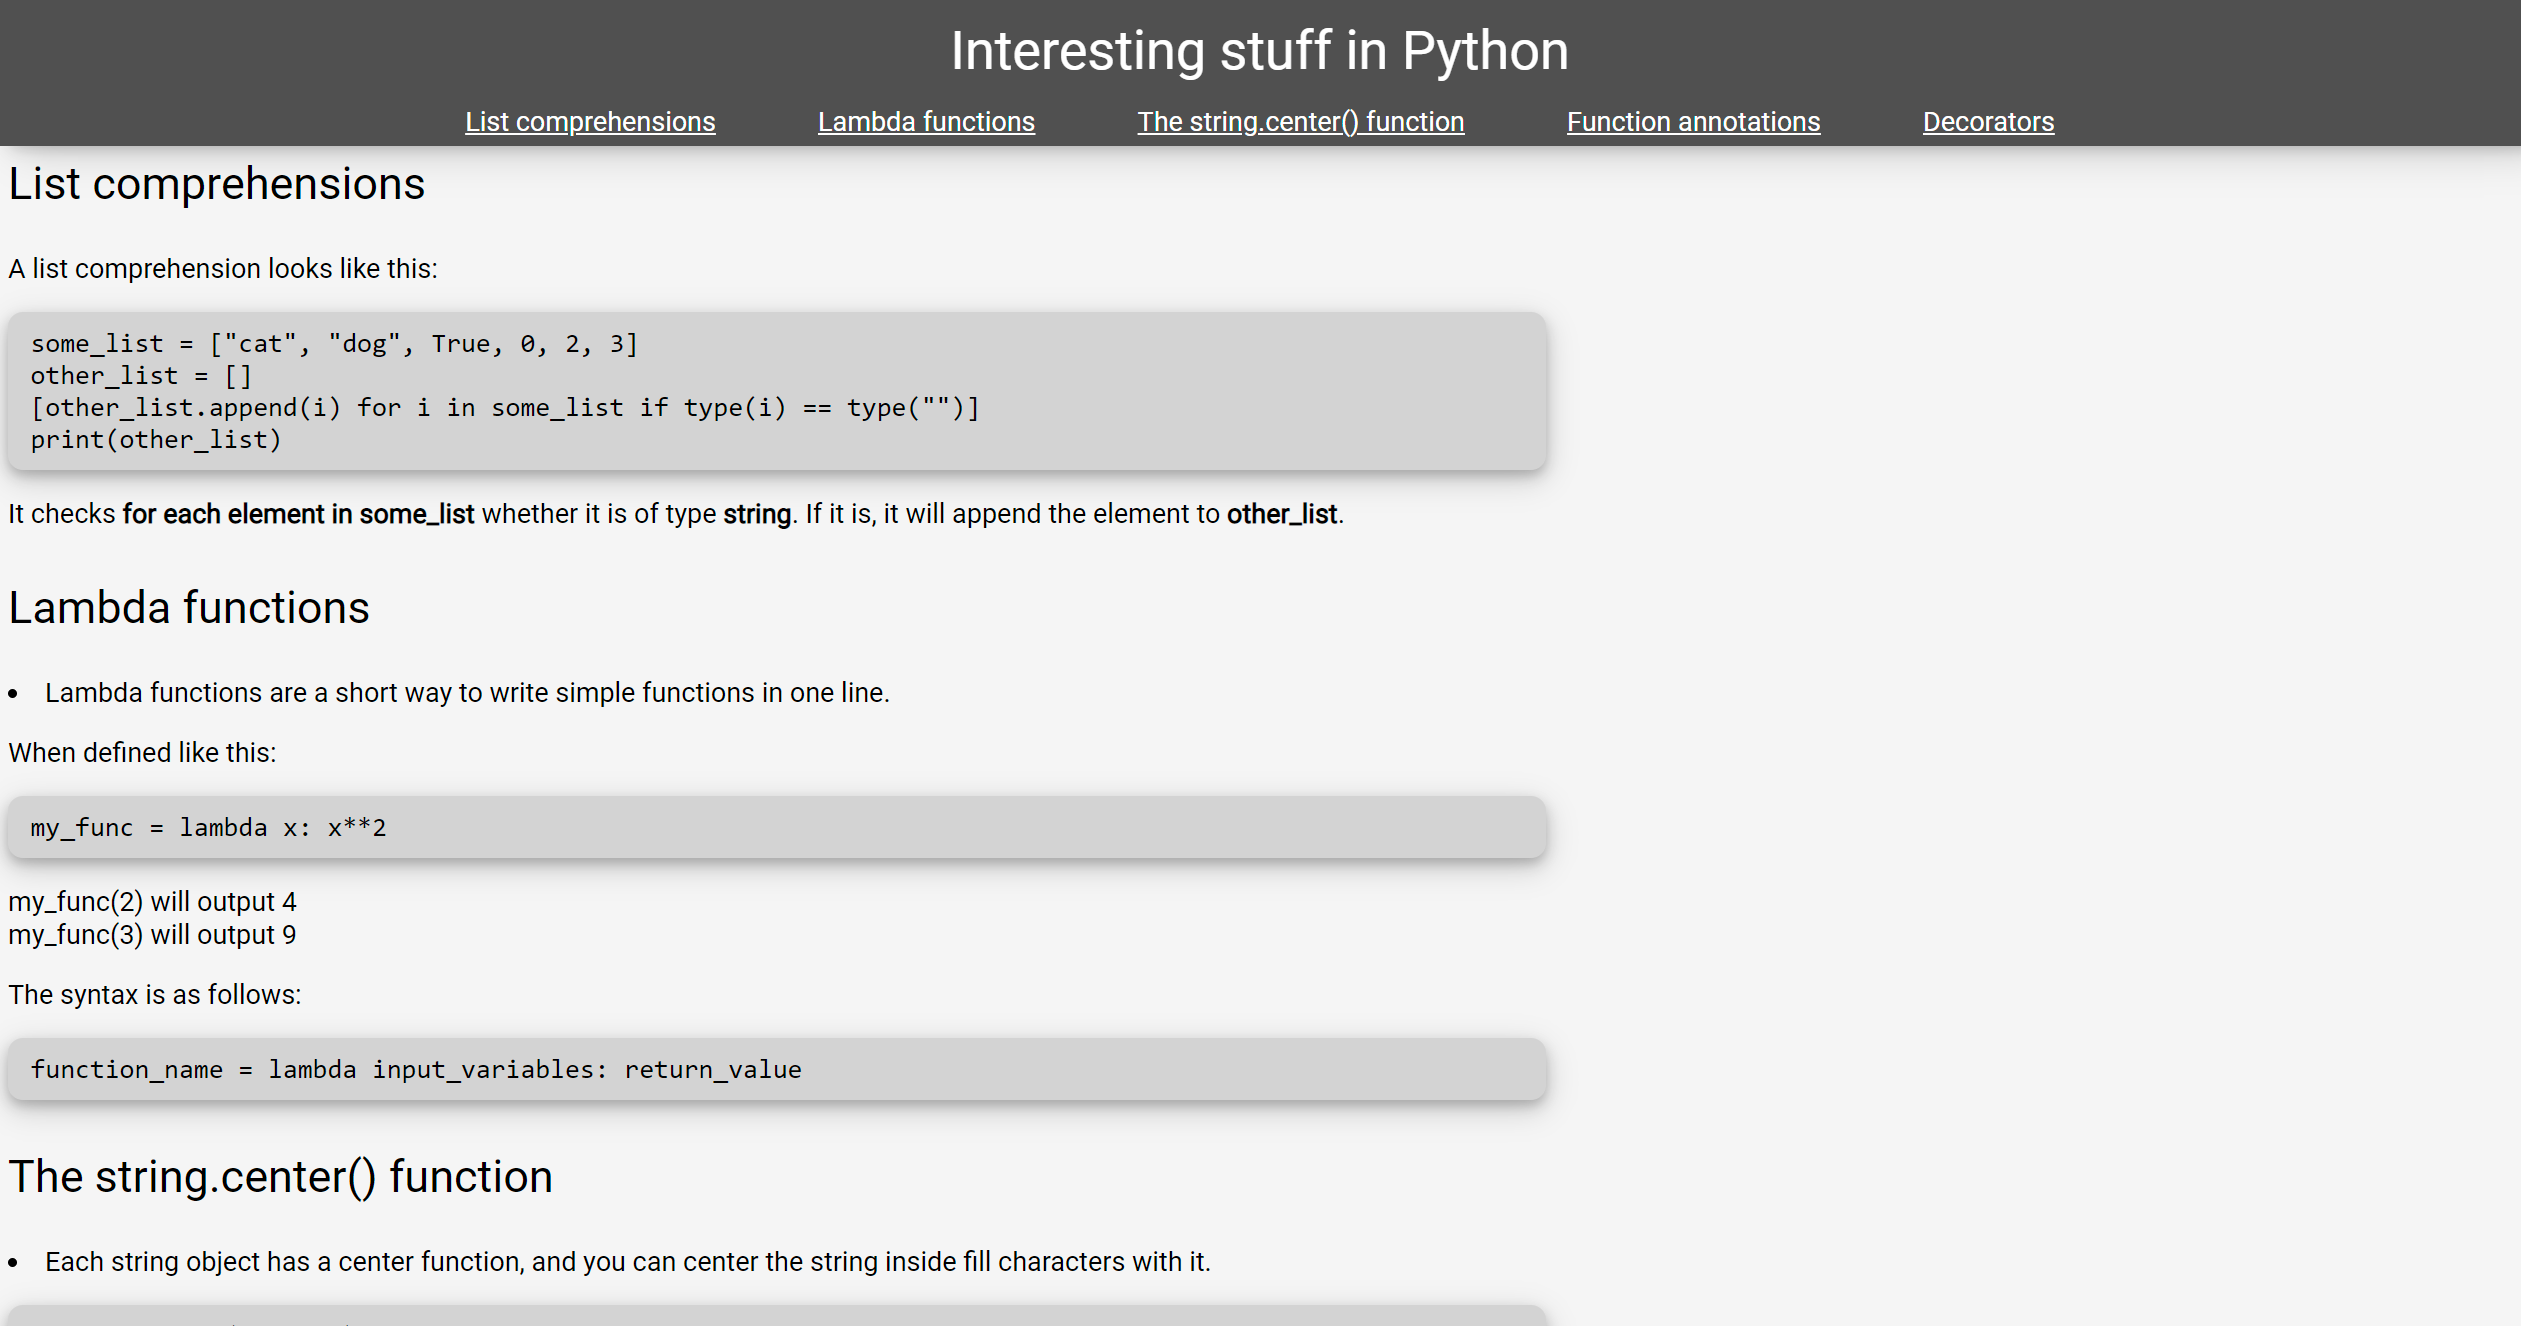 Interesting stuff in Python
List comprehensions Lambda functions The string.center() function Function annotations Decorators
List comprehensions
A list comprehension looks like this:
some_list = ["cat", "dog", True, 0, 2, 3]
other_list = []
[other_list.append(i) for i in some_list if type(i) == type("")]
print(other_list)
It checks for each element in some_list whether it is of type string. If it is, it will append the element to other_list.
Lambda functions
• Lambda functions are a short way to write simple functions in one line.
When defined like this:
my_func = lambda x: x**2
my_func(2) will output 4
my_func(3) will output 9
The syntax is as follows:
function_name = lambda input_variables: return_value
The string.center() function
• Each string object has a center function, and you can center the string inside fill characters with it.